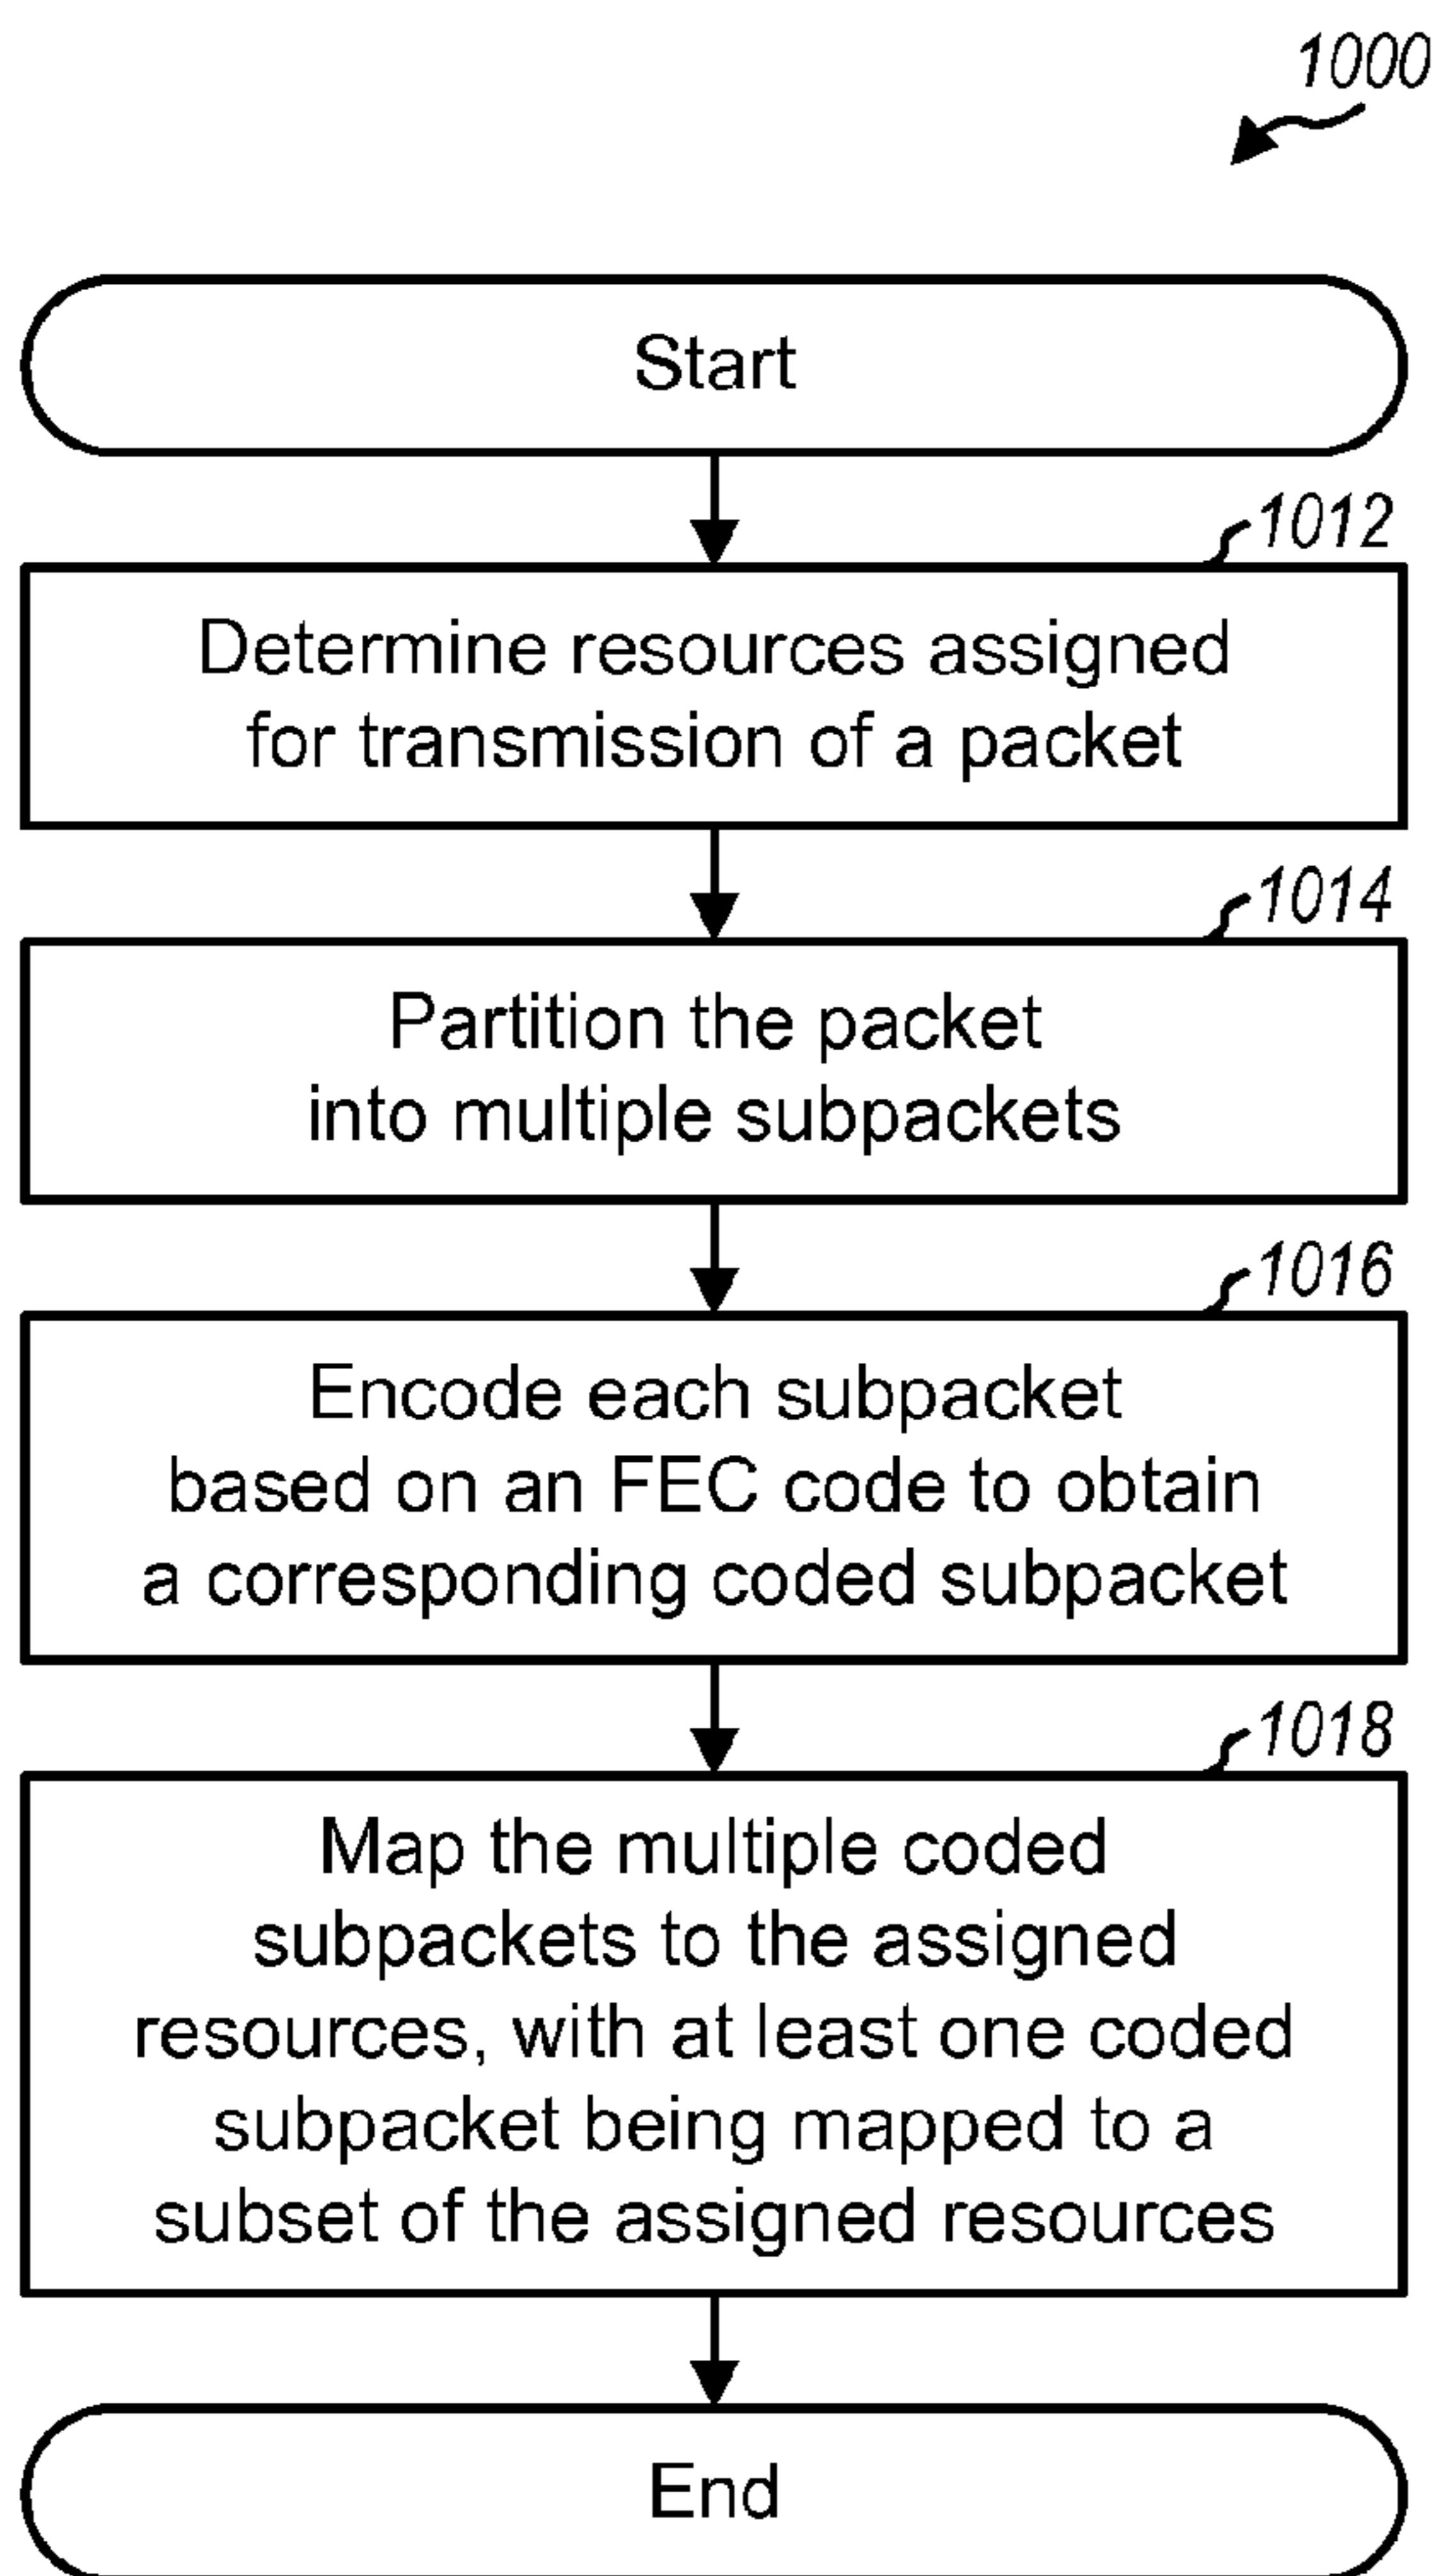 1000
Start
1012
Determine resources assigned
for transmission of a packet
1014
Partition the packet
into multiple subpackets
1016
Encode each subpacket
based on an FEC code to obtain
a corresponding coded subpacket
1018
Map the multiple coded
subpackets to the assigned
resources, with at least one coded
subpacket being mapped to a
subset of the assigned resources
End